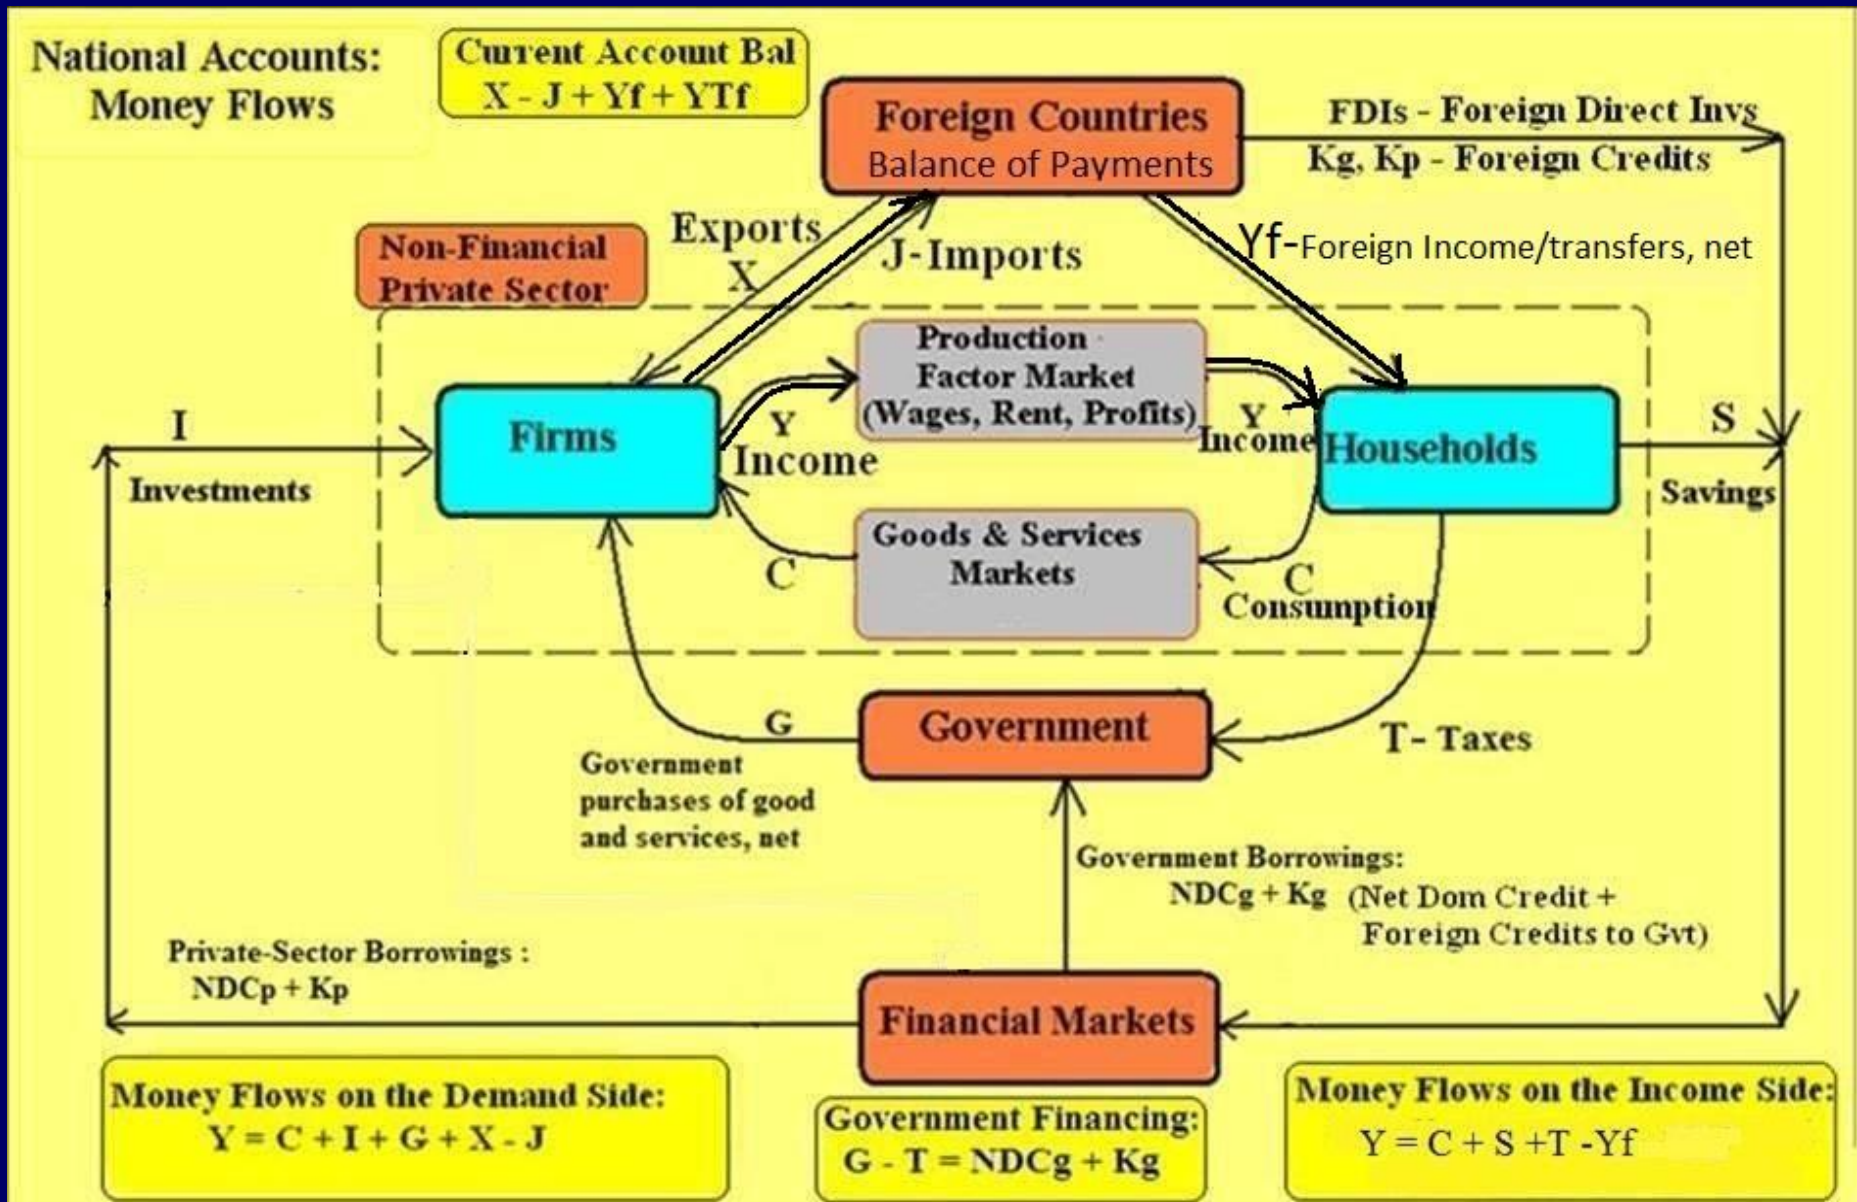 National Accounts:
Money Flows
Current Account Bal
X - J + Yf + YTf
Foreign Countries
Balance of Payments
FDIs - Foreign Direct Invs
Kg, Kp - Foreign Credits
Exports
X
J-Imports
Yf-Foreign Income/transfers, net
Non-Financial
Private Sector
Production
Factor Market
(Wages, Rent, Profits)
I
Investments
Firms
Y
Income
Y
Income
Households
S
Savings
Goods & Services
Markets
C
C
Consumption
Government
G
T- Taxes
Government
purchases of good
and services, net
Government Borrowings:
NDCg + Kg (Net Dom Credit +
Foreign Credits to Gvt)
Private-Sector Borrowings :
NDCp + Kp
Financial Markets
Money Flows on the Demand Side:
Y = C + I + G + X - J
Government Financing:
G - T = NDCg + Kg
Money Flows on the Income Side:
Y = C + S +T -Yf